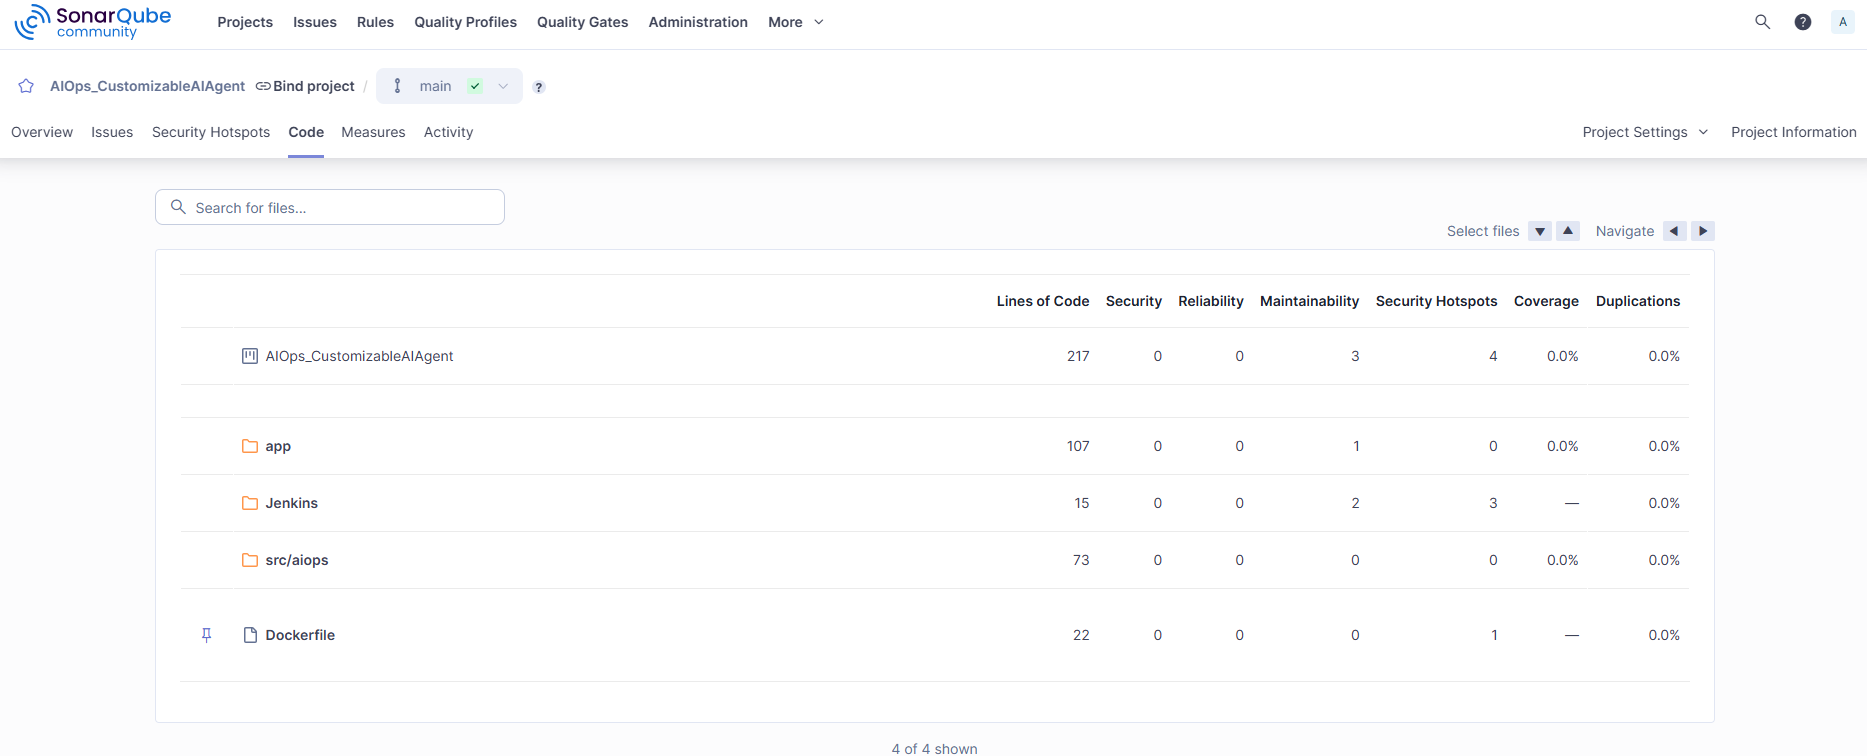 SonarQube
community
Projects Issues Rules Quality Profiles Quality Gates Administration More
? A
AIOps_CustomizableAIAgent Bind project / main ?
Overview Issues Security Hotspots Code Measures Activity
Project Settings Project Information
Search for files...
Select files Navigate
Lines of Code Security Reliability Maintainability Security Hotspots Coverage Duplications
AIOps_CustomizableAIAgent 217 0 0 3 4 0.0% 0.0%
app 107 0 0 1 0 0.0% 0.0%
Jenkins 15 0 0 2 3 — 0.0%
src/aiops 73 0 0 0 0 0.0% 0.0%
Dockerfile 22 0 0 0 1 — 0.0%
4 of 4 shown